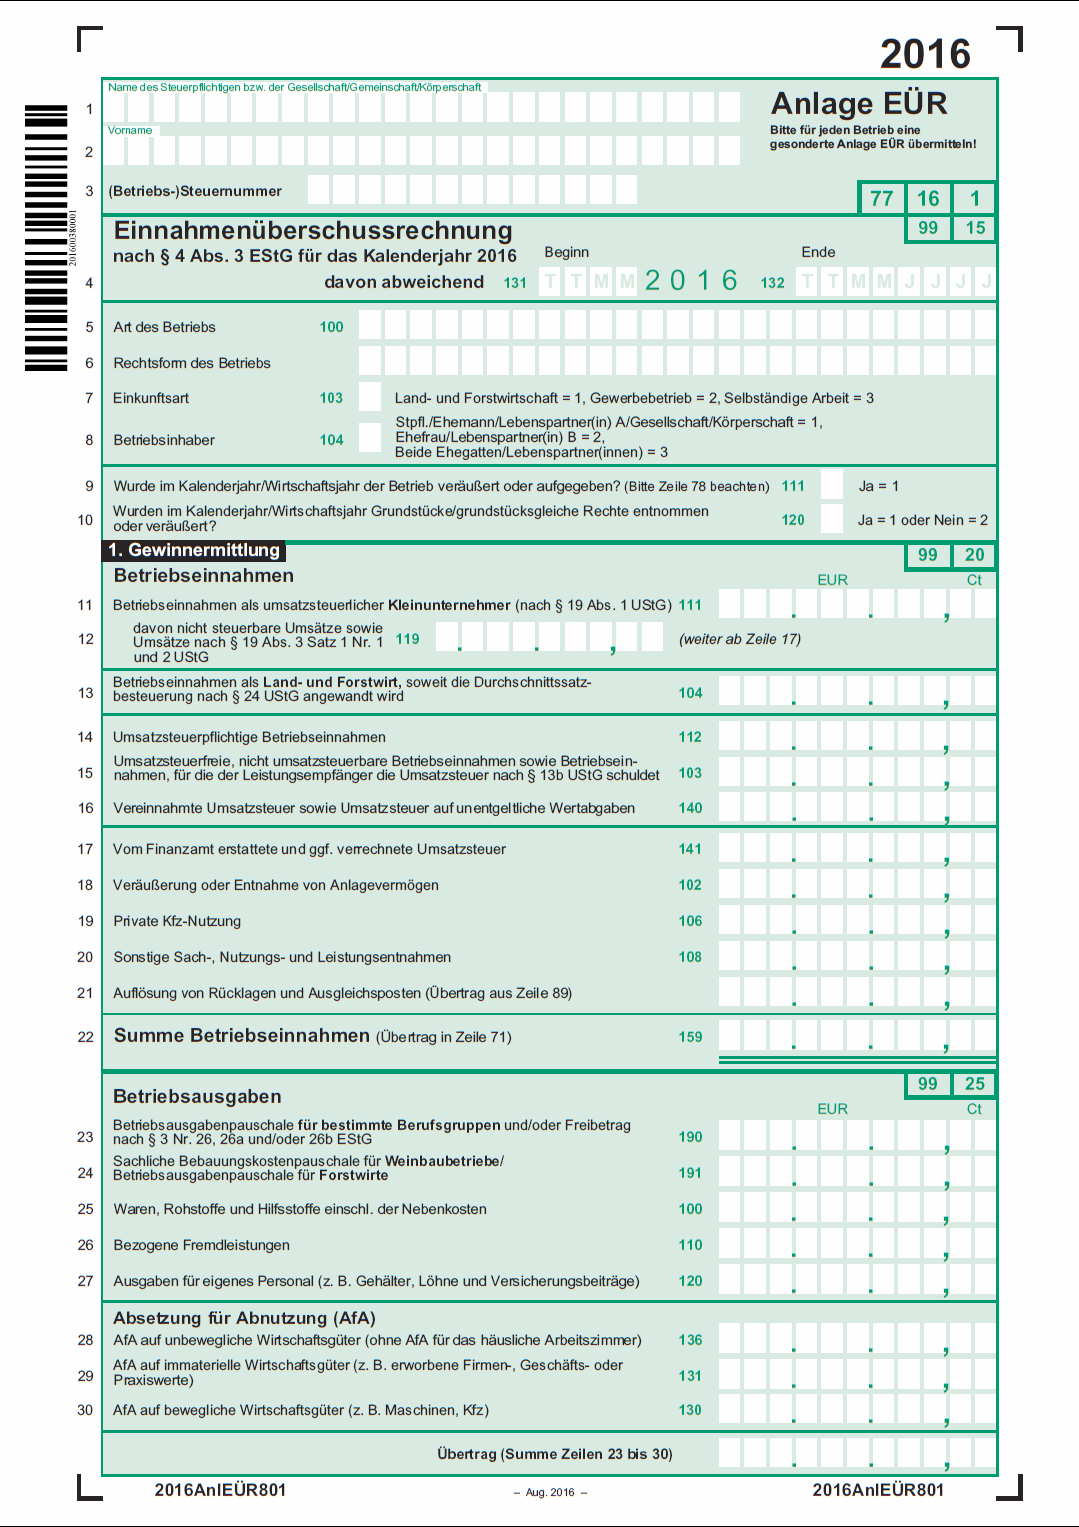 2016
Name des Steuerpflichtigen bzw. der Gesellschaft/Gemeinschaft/Körperschaft
Anlage EÜR
Bitte für jeden Betrieb eine
gesonderte Anlage EÜR übermitteln!
1
Vorname
2
3 (Betriebs-)Steuernummer
77 16 1
99 15
201600380001
Einnahmenüberschussrechnung
nach § 4 Abs. 3 EStG für das Kalenderjahr 2016
Beginn Ende
4 davon abweichend 131 T T M M 2 0 1 6 132 T T M M J J J J
5 Art des Betriebs 100
6 Rechtsform des Betriebs
7 Einkunftsart 103 Land- und Forstwirtschaft = 1, Gewerbebetrieb = 2, Selbständige Arbeit = 3
8 Betriebsinhaber 104 Stpfl./Ehemann/Lebenspartner(in) A/Gesellschaft/Körperschaft = 1,
Ehefrau/Lebenspartner(in) B = 2,
Beide Ehegatten/Lebenspartner(innen) = 3
9 Wurde im Kalenderjahr/Wirtschaftsjahr der Betrieb veräußert oder aufgegeben? (Bitte Zeile 78 beachten) 111 Ja = 1
10 Wurden im Kalenderjahr/Wirtschaftsjahr Grundstücke/grundstücksgleiche Rechte entnommen
oder veräußert? 120 Ja = 1 oder Nein = 2
1. Gewinnermittlung
99 20
Betriebseinnahmen
EUR Ct
11 Betriebseinnahmen als umsatzsteuerlicher Kleinunternehmer (nach § 19 Abs. 1 UStG) 111 . . ,
12 davon nicht steuerbare Umsätze sowie
Umsätze nach § 19 Abs. 3 Satz 1 Nr. 1
und 2 UStG 119 . . , (weiter ab Zeile 17)
13 Betriebseinnahmen als Land- und Forstwirt, soweit die Durchschnittssatz-
besteuerung nach § 24 UStG angewandt wird 104 . . ,
14 Umsatzsteuerpflichtige Betriebseinnahmen 112 . . ,
15 Umsatzsteuerfreie, nicht umsatzsteuerbare Betriebseinnahmen sowie Betriebsein-
nahmen, für die der Leistungsempfänger die Umsatzsteuer nach § 13b UStG schuldet 103 . . ,
16 Vereinnahmte Umsatzsteuer sowie Umsatzsteuer auf unentgeltliche Wertabgaben 140 . . ,
17 Vom Finanzamt erstattete und ggf. verrechnete Umsatzsteuer 141 . . ,
18 Veräußerung oder Entnahme von Anlagevermögen 102 . . ,
19 Private Kfz-Nutzung 106 . . ,
20 Sonstige Sach-, Nutzungs- und Leistungsentnahmen 108 . . ,
21 Auflösung von Rücklagen und Ausgleichsposten (Übertrag aus Zeile 89) . . ,
22 Summe Betriebseinnahmen (Übertrag in Zeile 71) 159 . . ,
99 25
Betriebsausgaben
EUR Ct
23 Betriebsausgabenpauschale für bestimmte Berufsgruppen und/oder Freibetrag
nach § 3 Nr. 26, 26a und/oder 26b EStG 190 . . ,
24 Sachliche Bebauungskostenpauschale für Weinbaubetriebe/
Betriebsausgabenpauschale für Forstwirte 191 . . ,
25 Waren, Rohstoffe und Hilfsstoffe einschl. der Nebenkosten 100 . . ,
26 Bezogene Fremdleistungen 110 . . ,
27 Ausgaben für eigenes Personal (z. B. Gehälter, Löhne und Versicherungsbeiträge) 120 . . ,
Absetzung für Abnutzung (AfA)
28 AfA auf unbewegliche Wirtschaftsgüter (ohne AfA für das häusliche Arbeitszimmer) 136 . . ,
29 AfA auf immaterielle Wirtschaftsgüter (z. B. erworbene Firmen-, Geschäfts- oder
Praxiswerte) 131 . . ,
30 AfA auf bewegliche Wirtschaftsgüter (z. B. Maschinen, Kfz) 130 . . ,
Übertrag (Summe Zeilen 23 bis 30) . . ,
2016AnlEÜR801 – Aug. 2016 – 2016AnlEÜR801